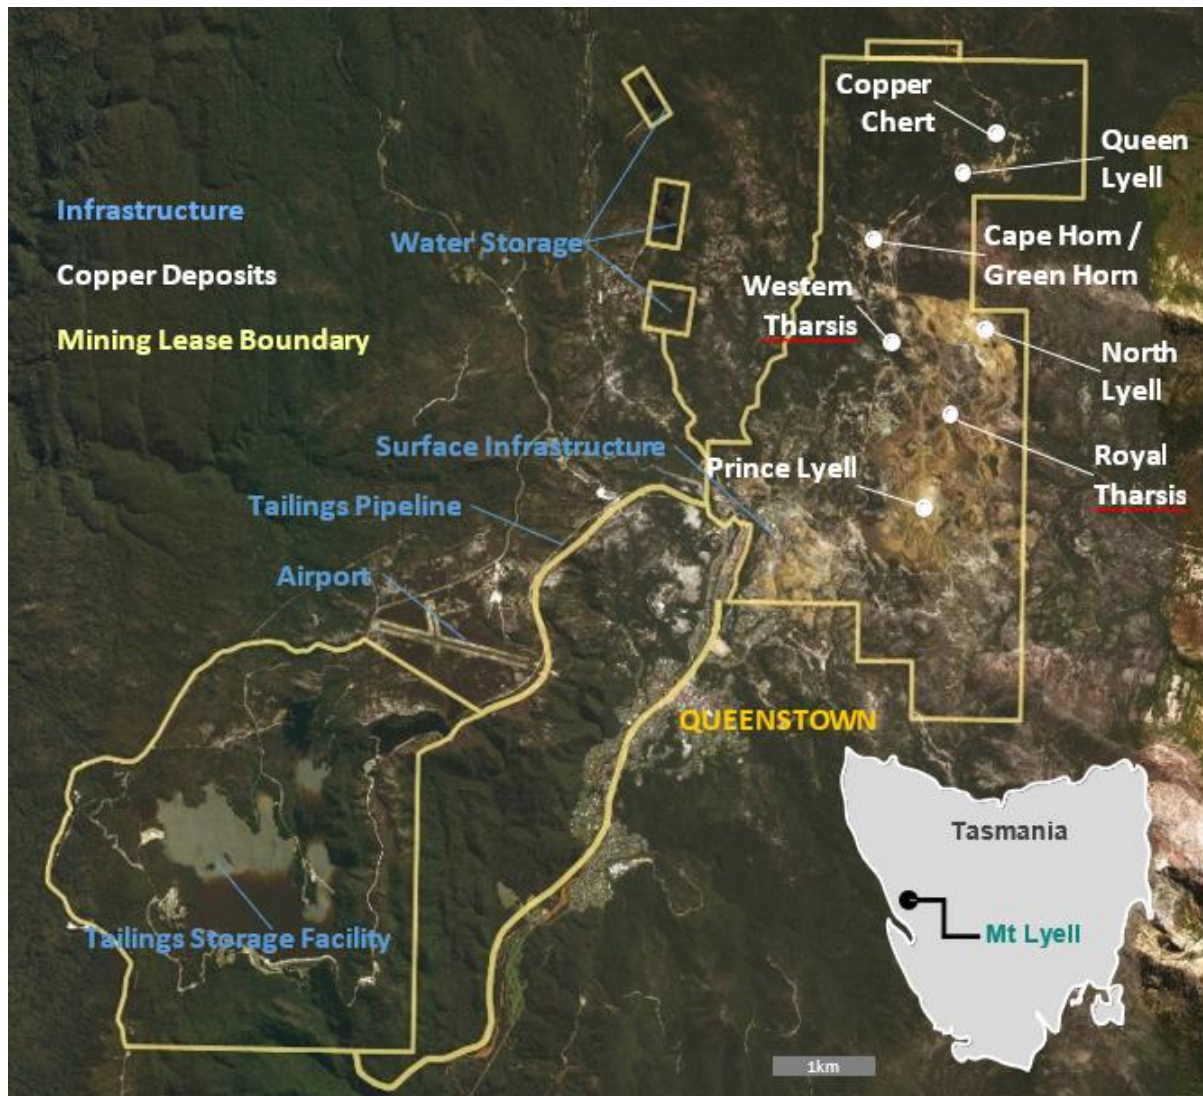 Copper
Chert
Queen
Lyell
Infrastructure
Water Storage
Cape Horn /
Green Horn
Copper Deposits
Western
Tharsis
Mining Lease Boundary
North
Lyell
Surface Infrastructure
Prince Lyell
Royal
Tharsis
Tailings Pipeline
Airport
QUEENSTOWN
Tasmania
Mt Lyell
Tailings Storage Facility
1km